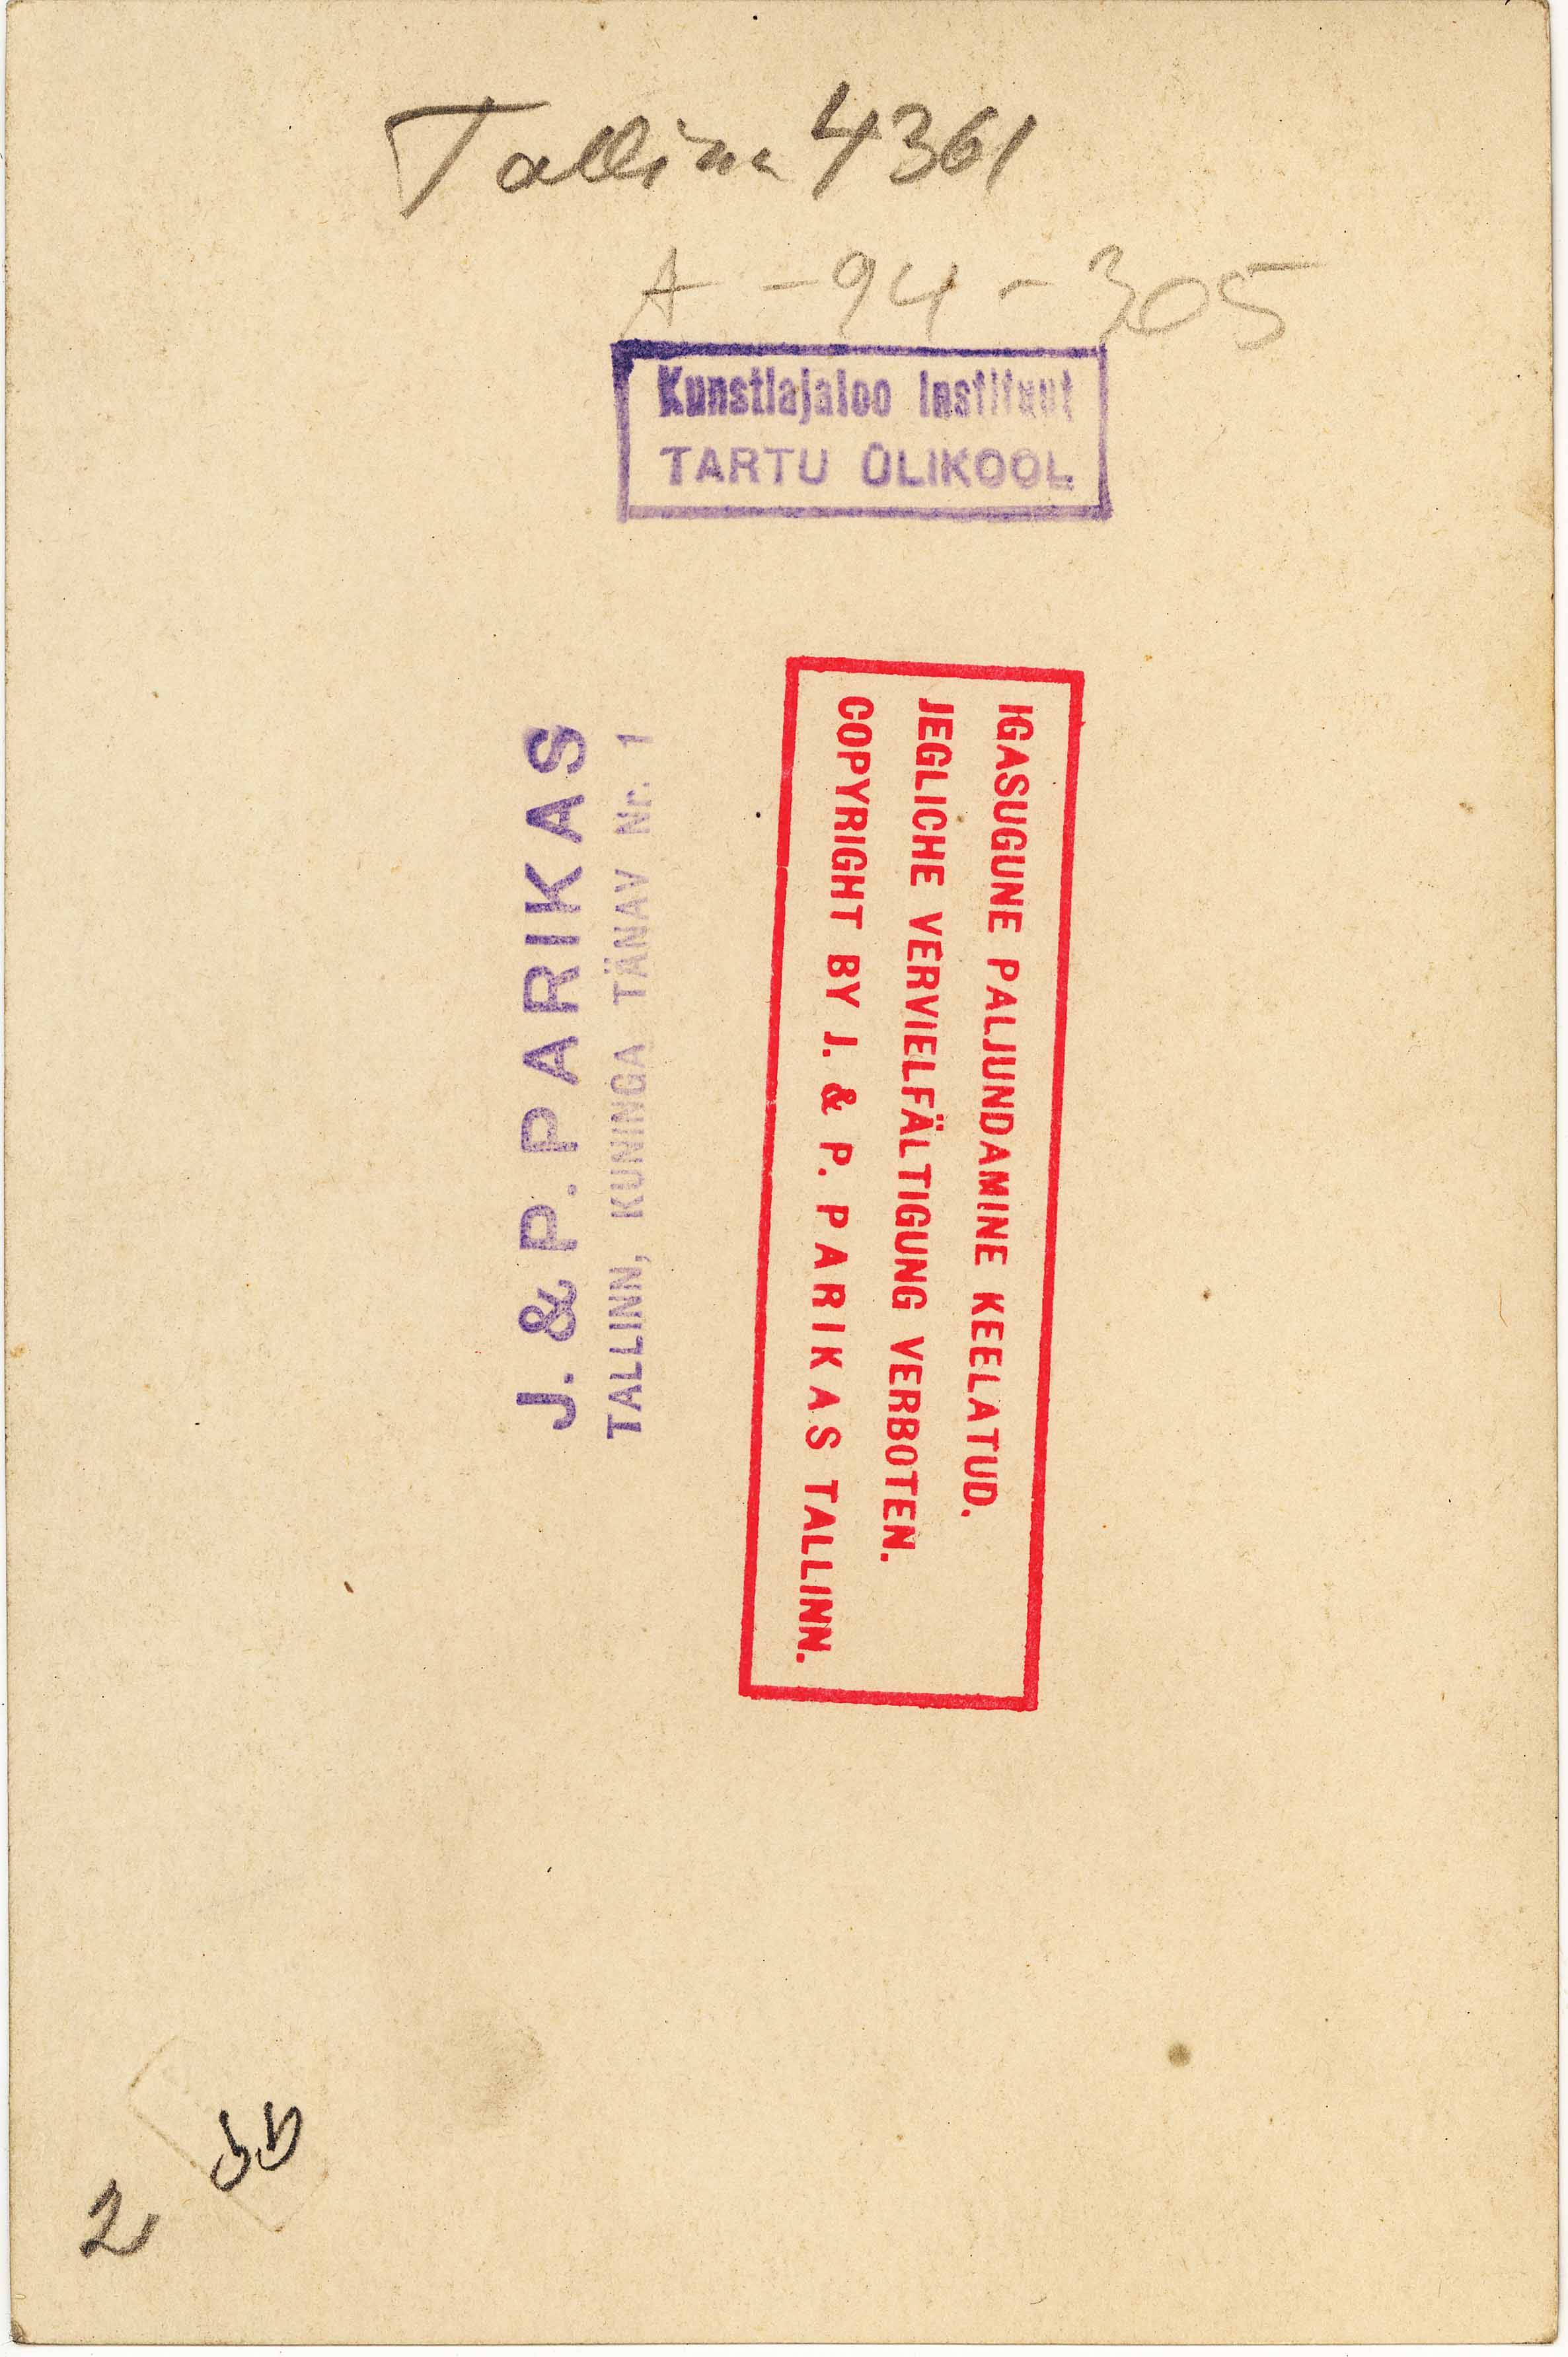 Tallinn 4361
A - 94 - 305
Kunstiajaloo Instituut
TARTU ÜLIKOOL
J. & P. PARIKAS
TALLINN, KUNINGA TÄNAV Nr. 1
IGASUGUNE PALJUNDAMINE KEELATUD.
JEGLICHE VERVIELFÄLTIGUNG VERBOTEN.
COPYRIGHT BY J. & P. PARIKAS TALLINN.
2